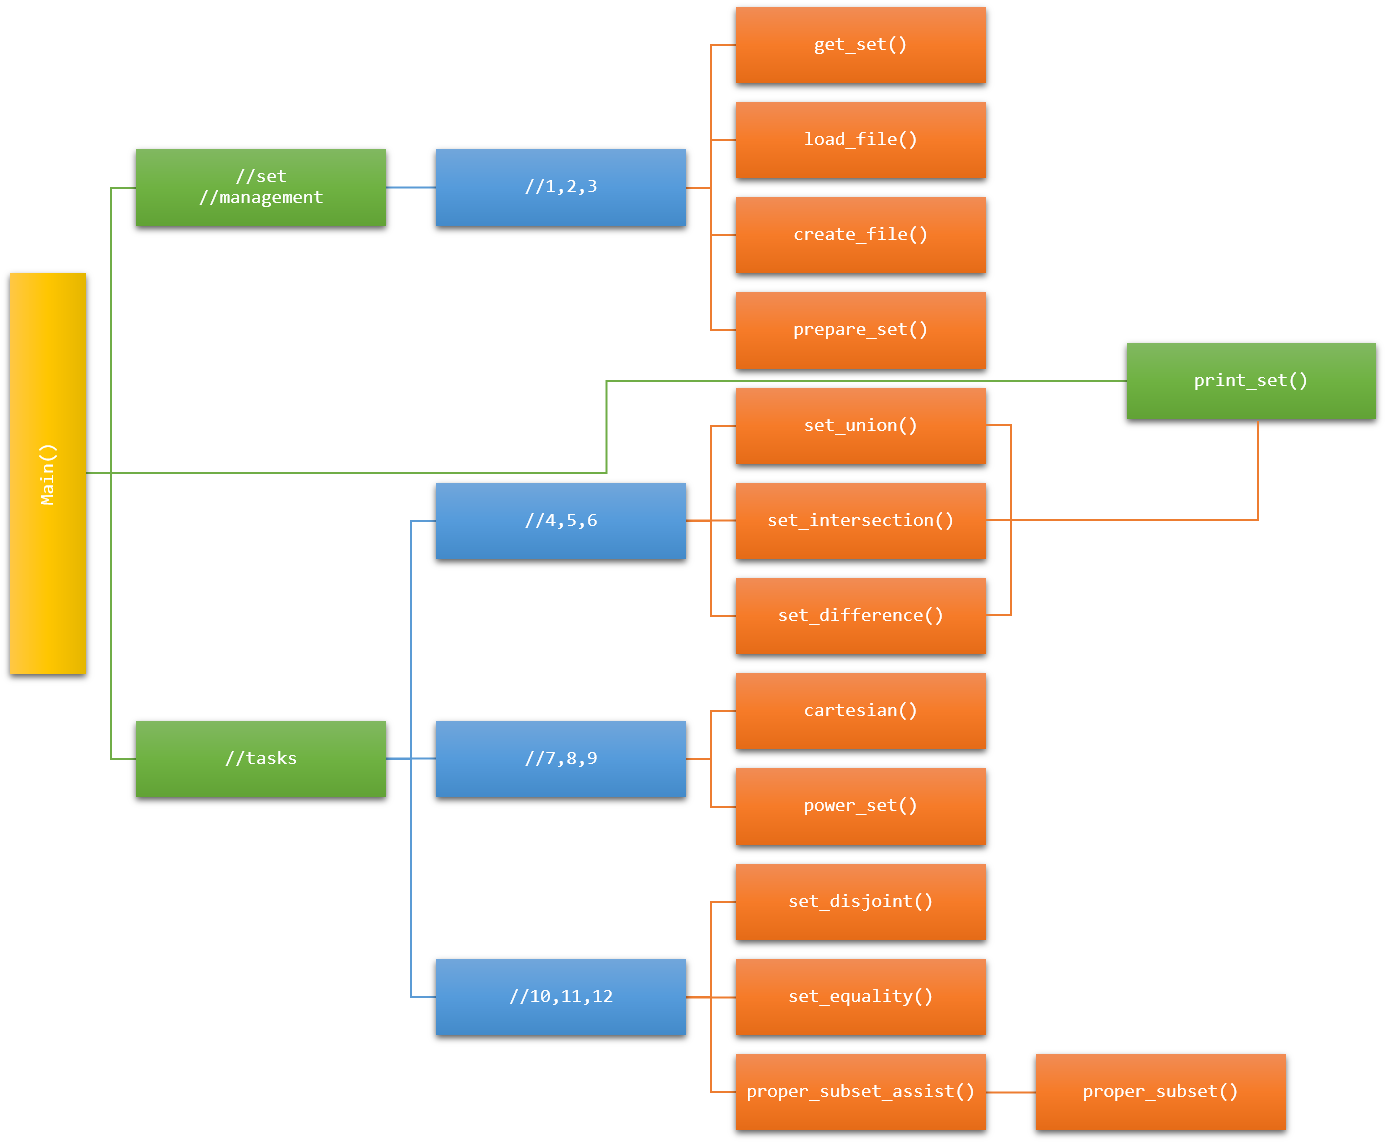 Main()
//set
//management
//1,2,3
get_set()
load_file()
create_file()
prepare_set()
print_set()
//tasks
//4,5,6
set_union()
set_intersection()
set_difference()
//7,8,9
cartesian()
power_set()
//10,11,12
set_disjoint()
set_equality()
proper_subset_assist()
proper_subset()